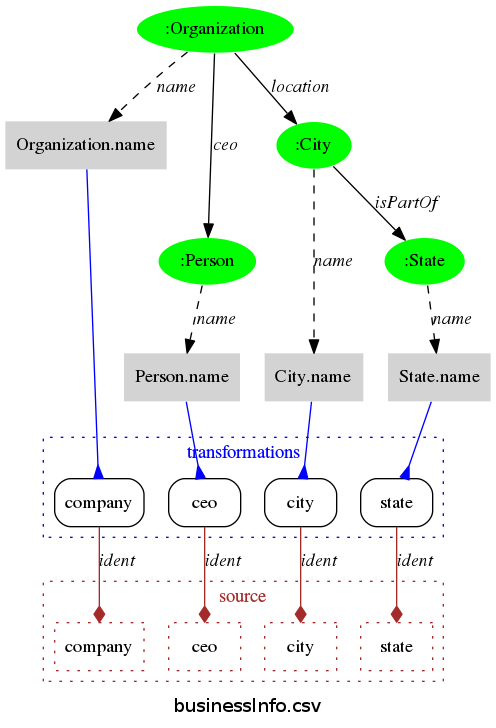 :Organization
name
location
Organization.name
ceo
:City
isPartOf
:Person
name
:State
name
name
Person.name
City.name
State.name
transformations
company
ceo
city
state
ident
ident
ident
ident
source
company
ceo
city
state
businessInfo.csv